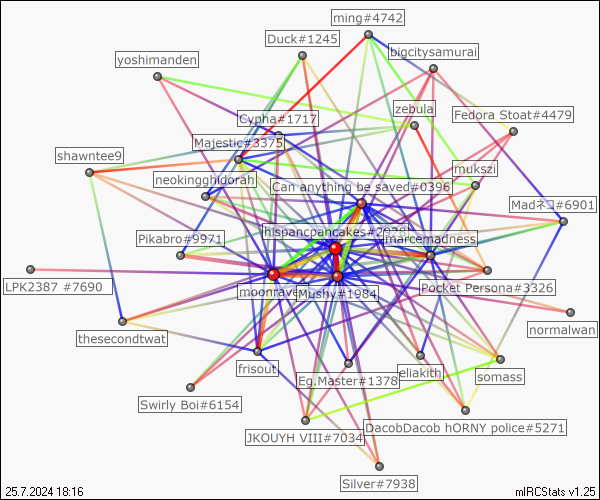 ming#4742
Duck#1245
bigcitysamurai
yoshimanden
zebula
Fedora Stoat#4479
Cypha#1717
Majestic#3375
shawntee9
mukszi
neokingghidorah
Can anything be saved#0396
Madネコ#6901
hispancpancakes#2020
Pikabro#9971
marcemadness
LPK2387 #7690
moonrave
Mushy#1984
Pocket Persona#3326
normalwan
thesecondtwat
frisout
eliakith
somass
Eg.Master#1378
Swirly Boi#6154
DacobDacob hORNY police#5271
JKOUYH VIII#7034
Silver#7938
25.7.2024 18:16
mIRCStats v1.25